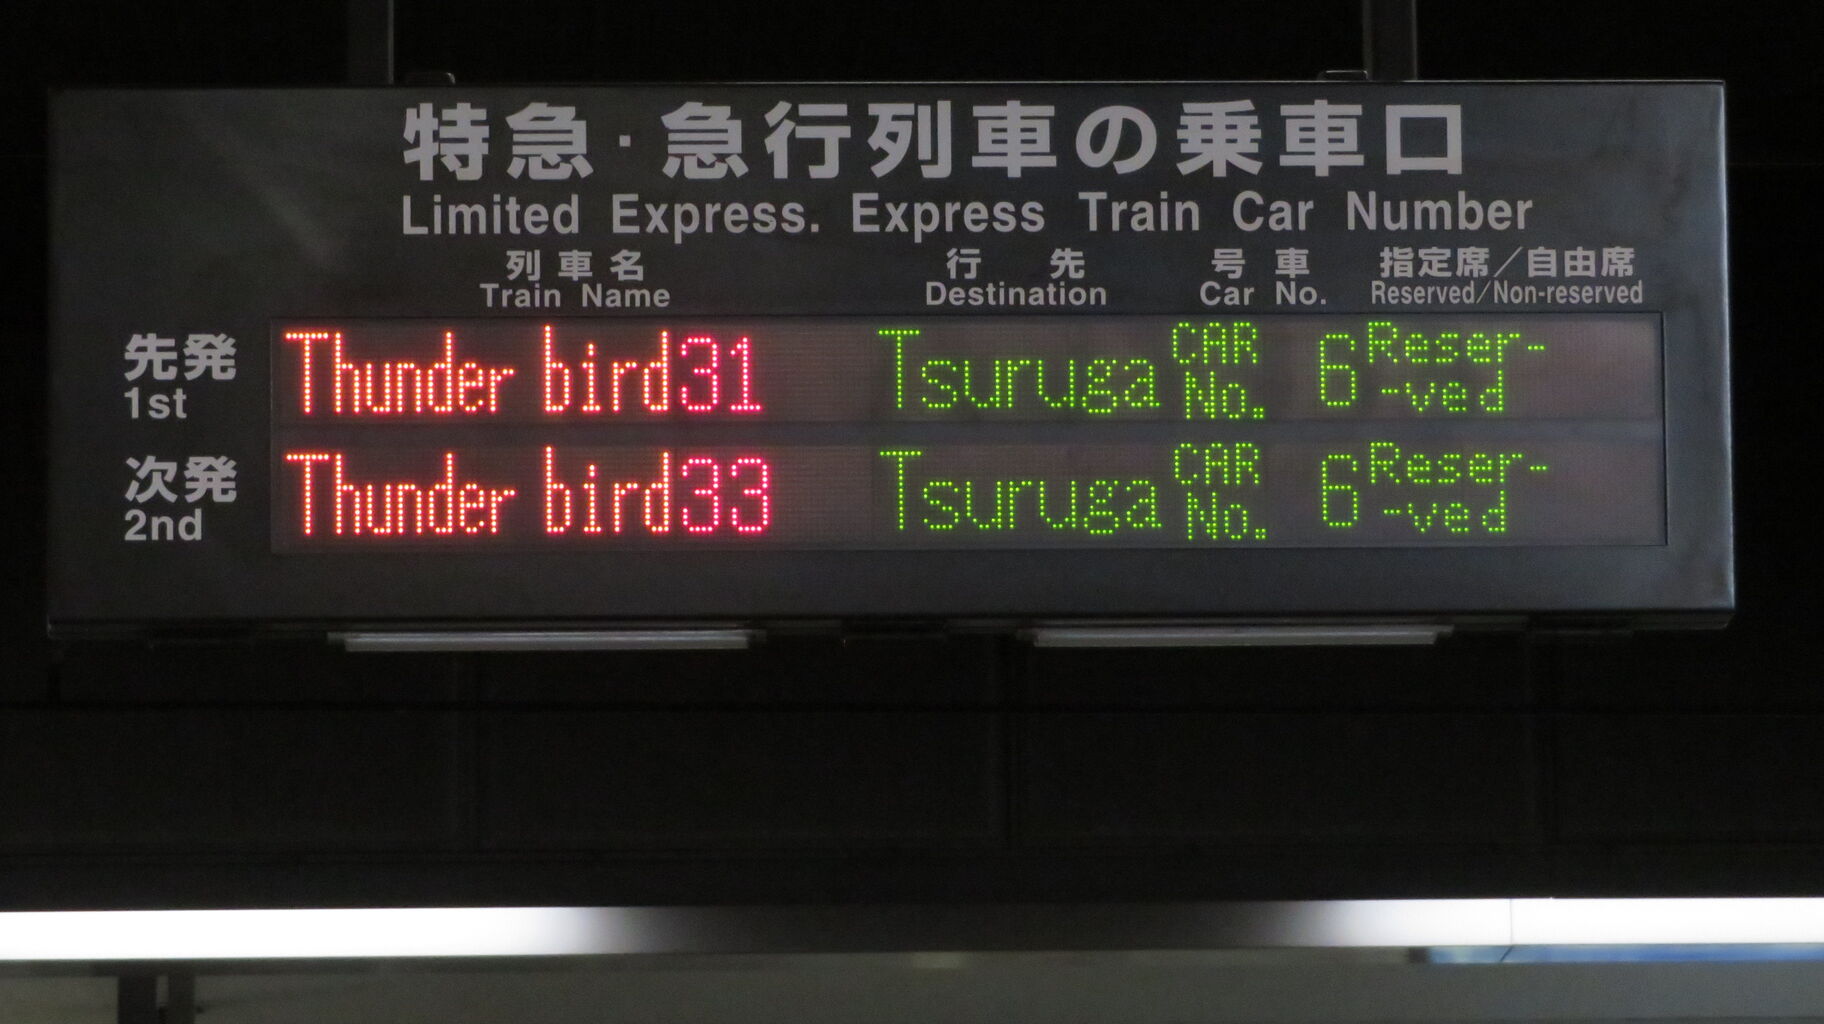 特急・急行列車の乗車口
Limited Express. Express Train Car Number
列車名 行先 号車 指定席／自由席
Train Name Destination Car No. Reserved/Non-reserved
先発 Thunder bird31 Tsuruga CAR No. 6 Reser- -ved
1st
次発 Thunder bird33 Tsuruga CAR No. 6 Reser- -ved
2nd